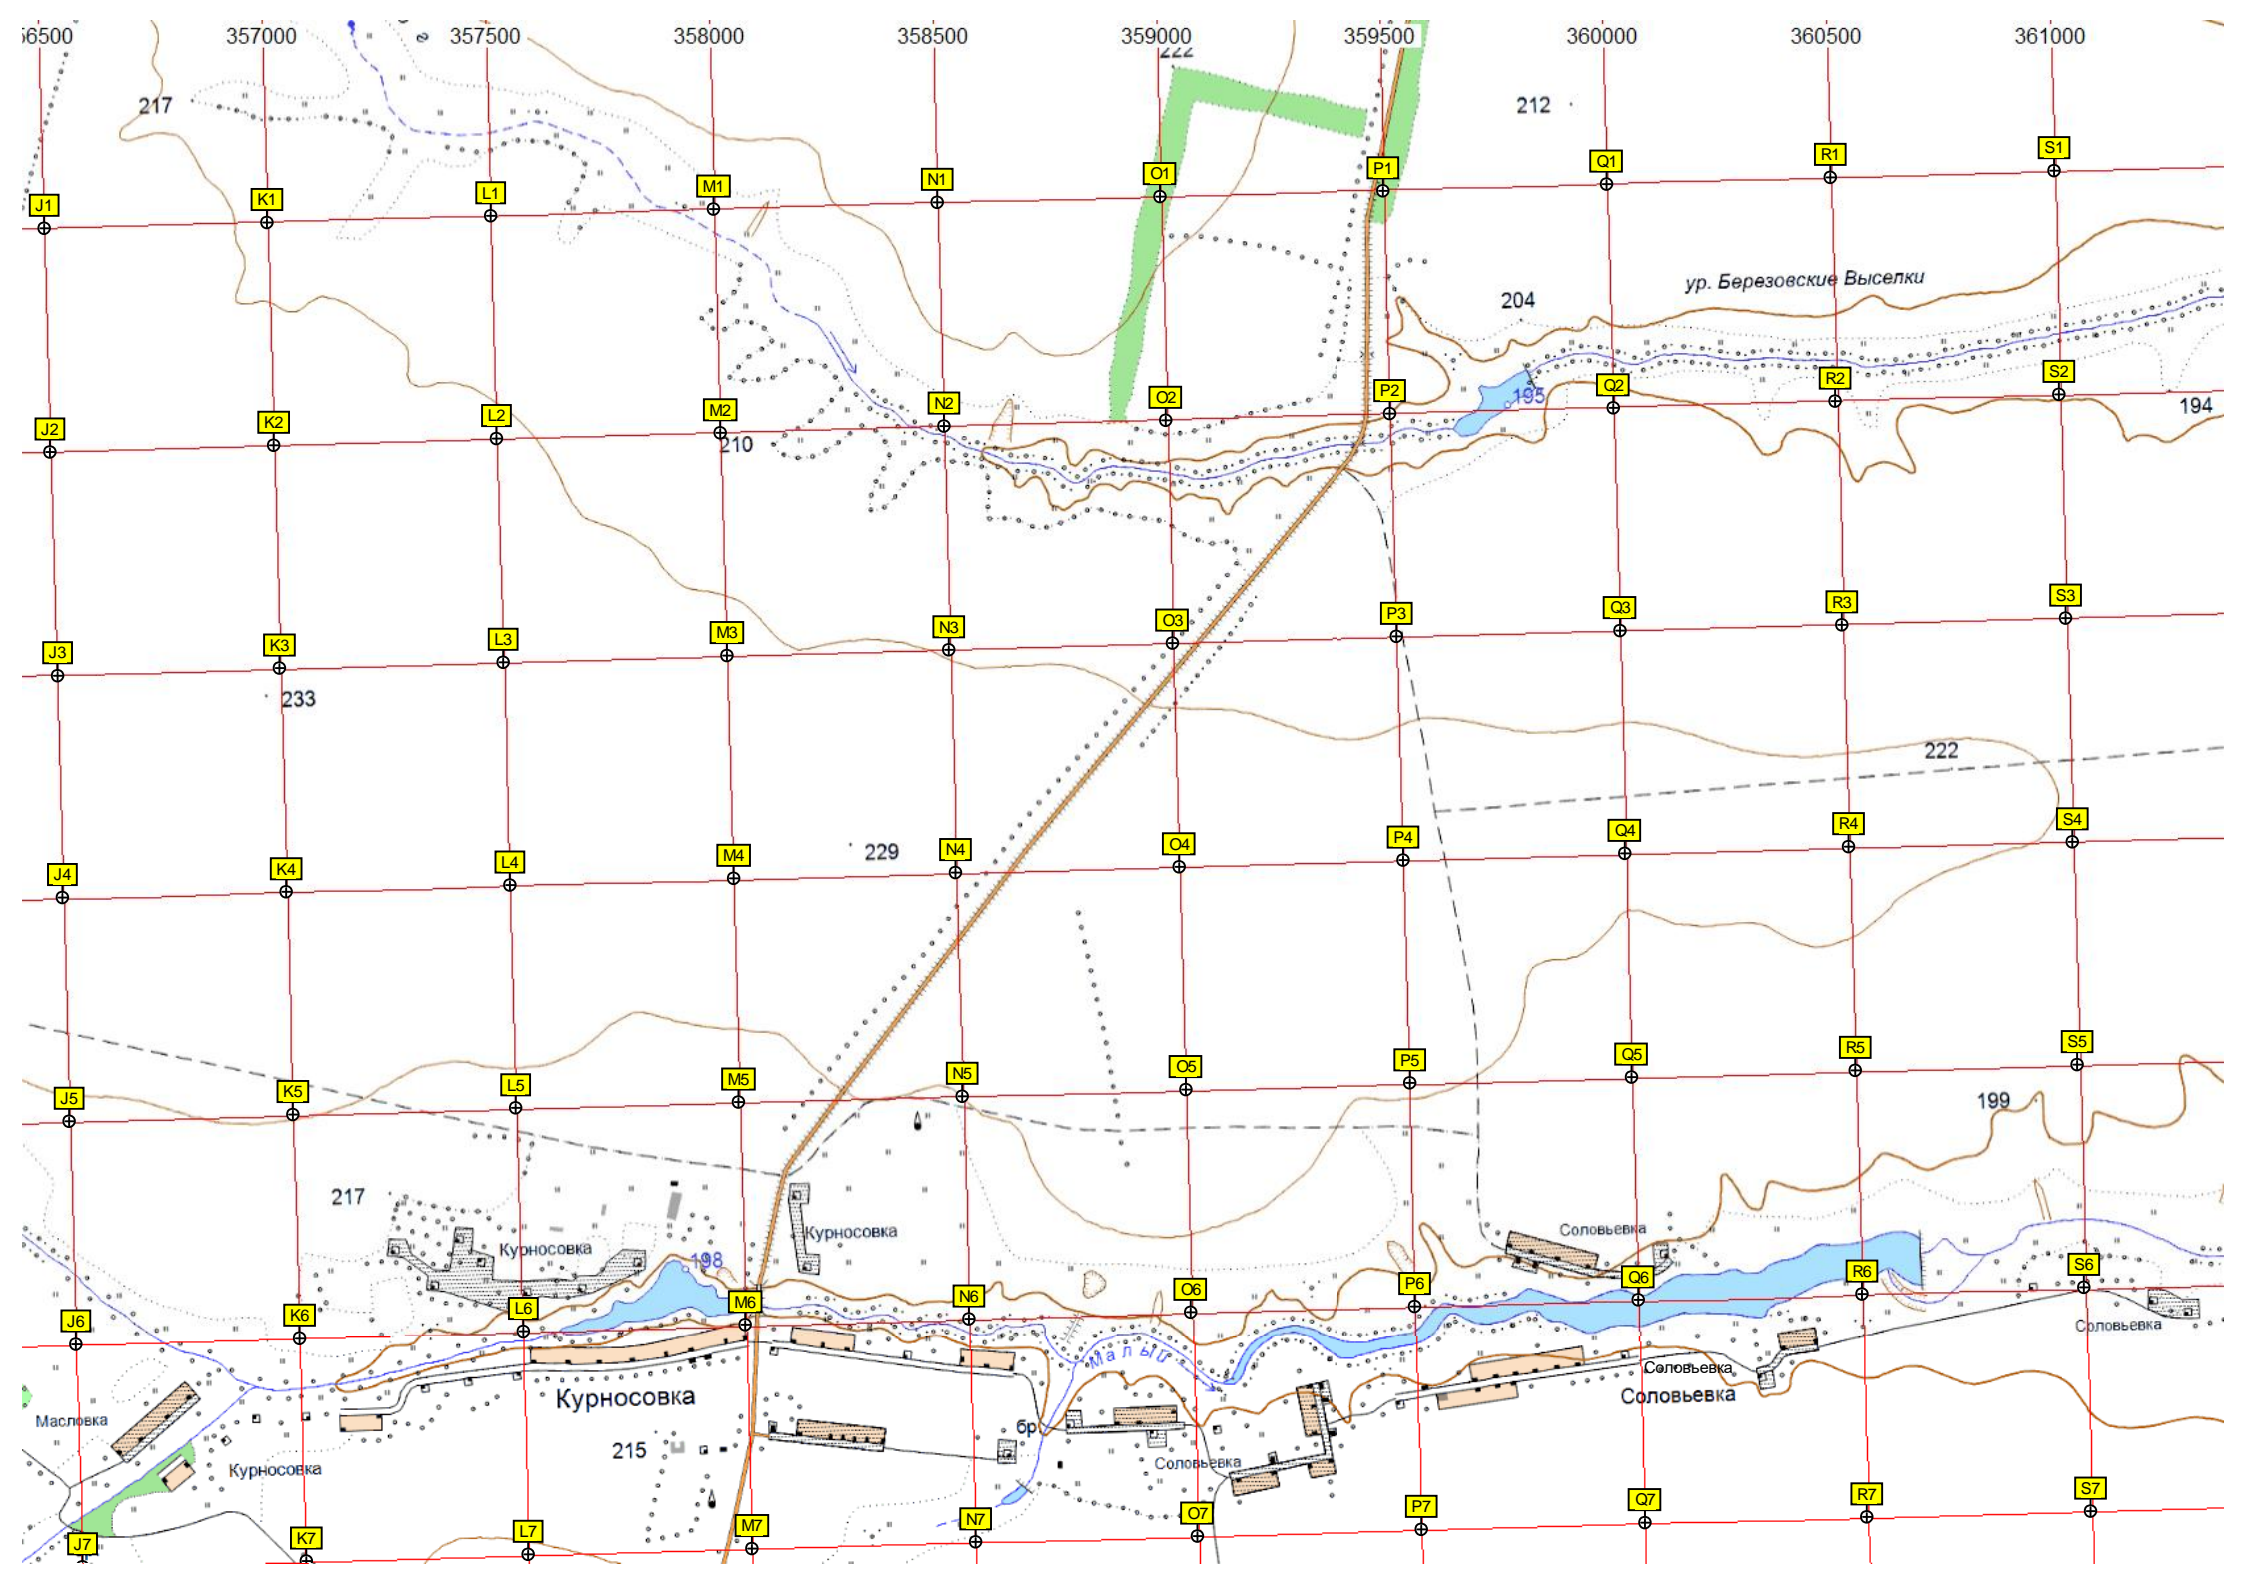 56500 357000 357500 358000 358500 359000 359500 360000 360500 361000
222
217 212
J1 K1 L1 M1 N1 O1 P1 Q1 R1 S1
ур. Березовские Выселки
204
J2 K2 L2 M2 N2 O2 P2 Q2 R2 S2
195
194
210
J3 K3 L3 M3 N3 O3 P3 Q3 R3 S3
233
222
229
J4 K4 L4 M4 N4 O4 P4 Q4 R4 S4
J5 K5 L5 M5 N5 O5 P5 Q5 R5 S5
199
217
Курносовка
Курносовка
Соловьевка
198
J6 K6 L6 M6 N6 O6 P6 Q6 R6 S6
Соловьевка
Малый
Соловьевка
Курносовка
Соловьевка
Масловка
бр
215
Соловьевка
Курносовка
J7 K7 L7 M7 N7 O7 P7 Q7 R7 S7